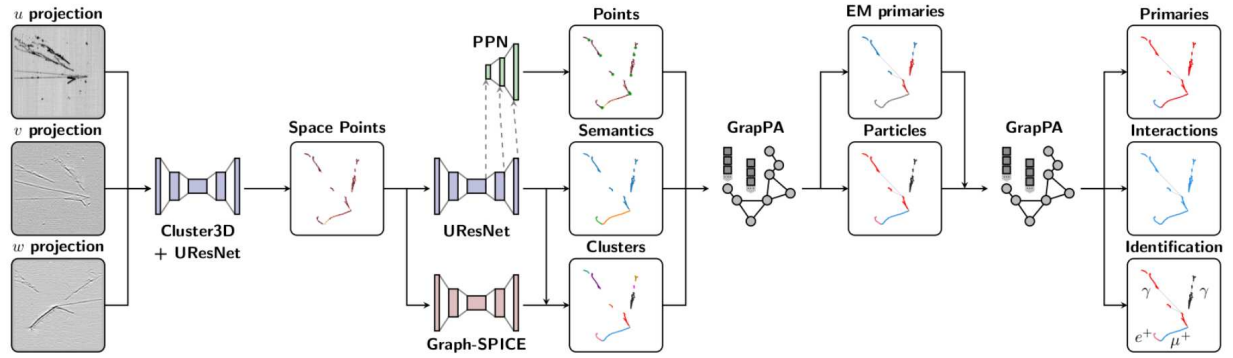 u projection
v projection
w projection
Cluster3D
+ UResNet
Space Points
PPN
UResNet
Graph-SPICE
Points
Semantics
Clusters
GrapPA
EM primaries
Particles
GrapPA
Primaries
Interactions
Identification
γ
γ
e⁺
μ⁺